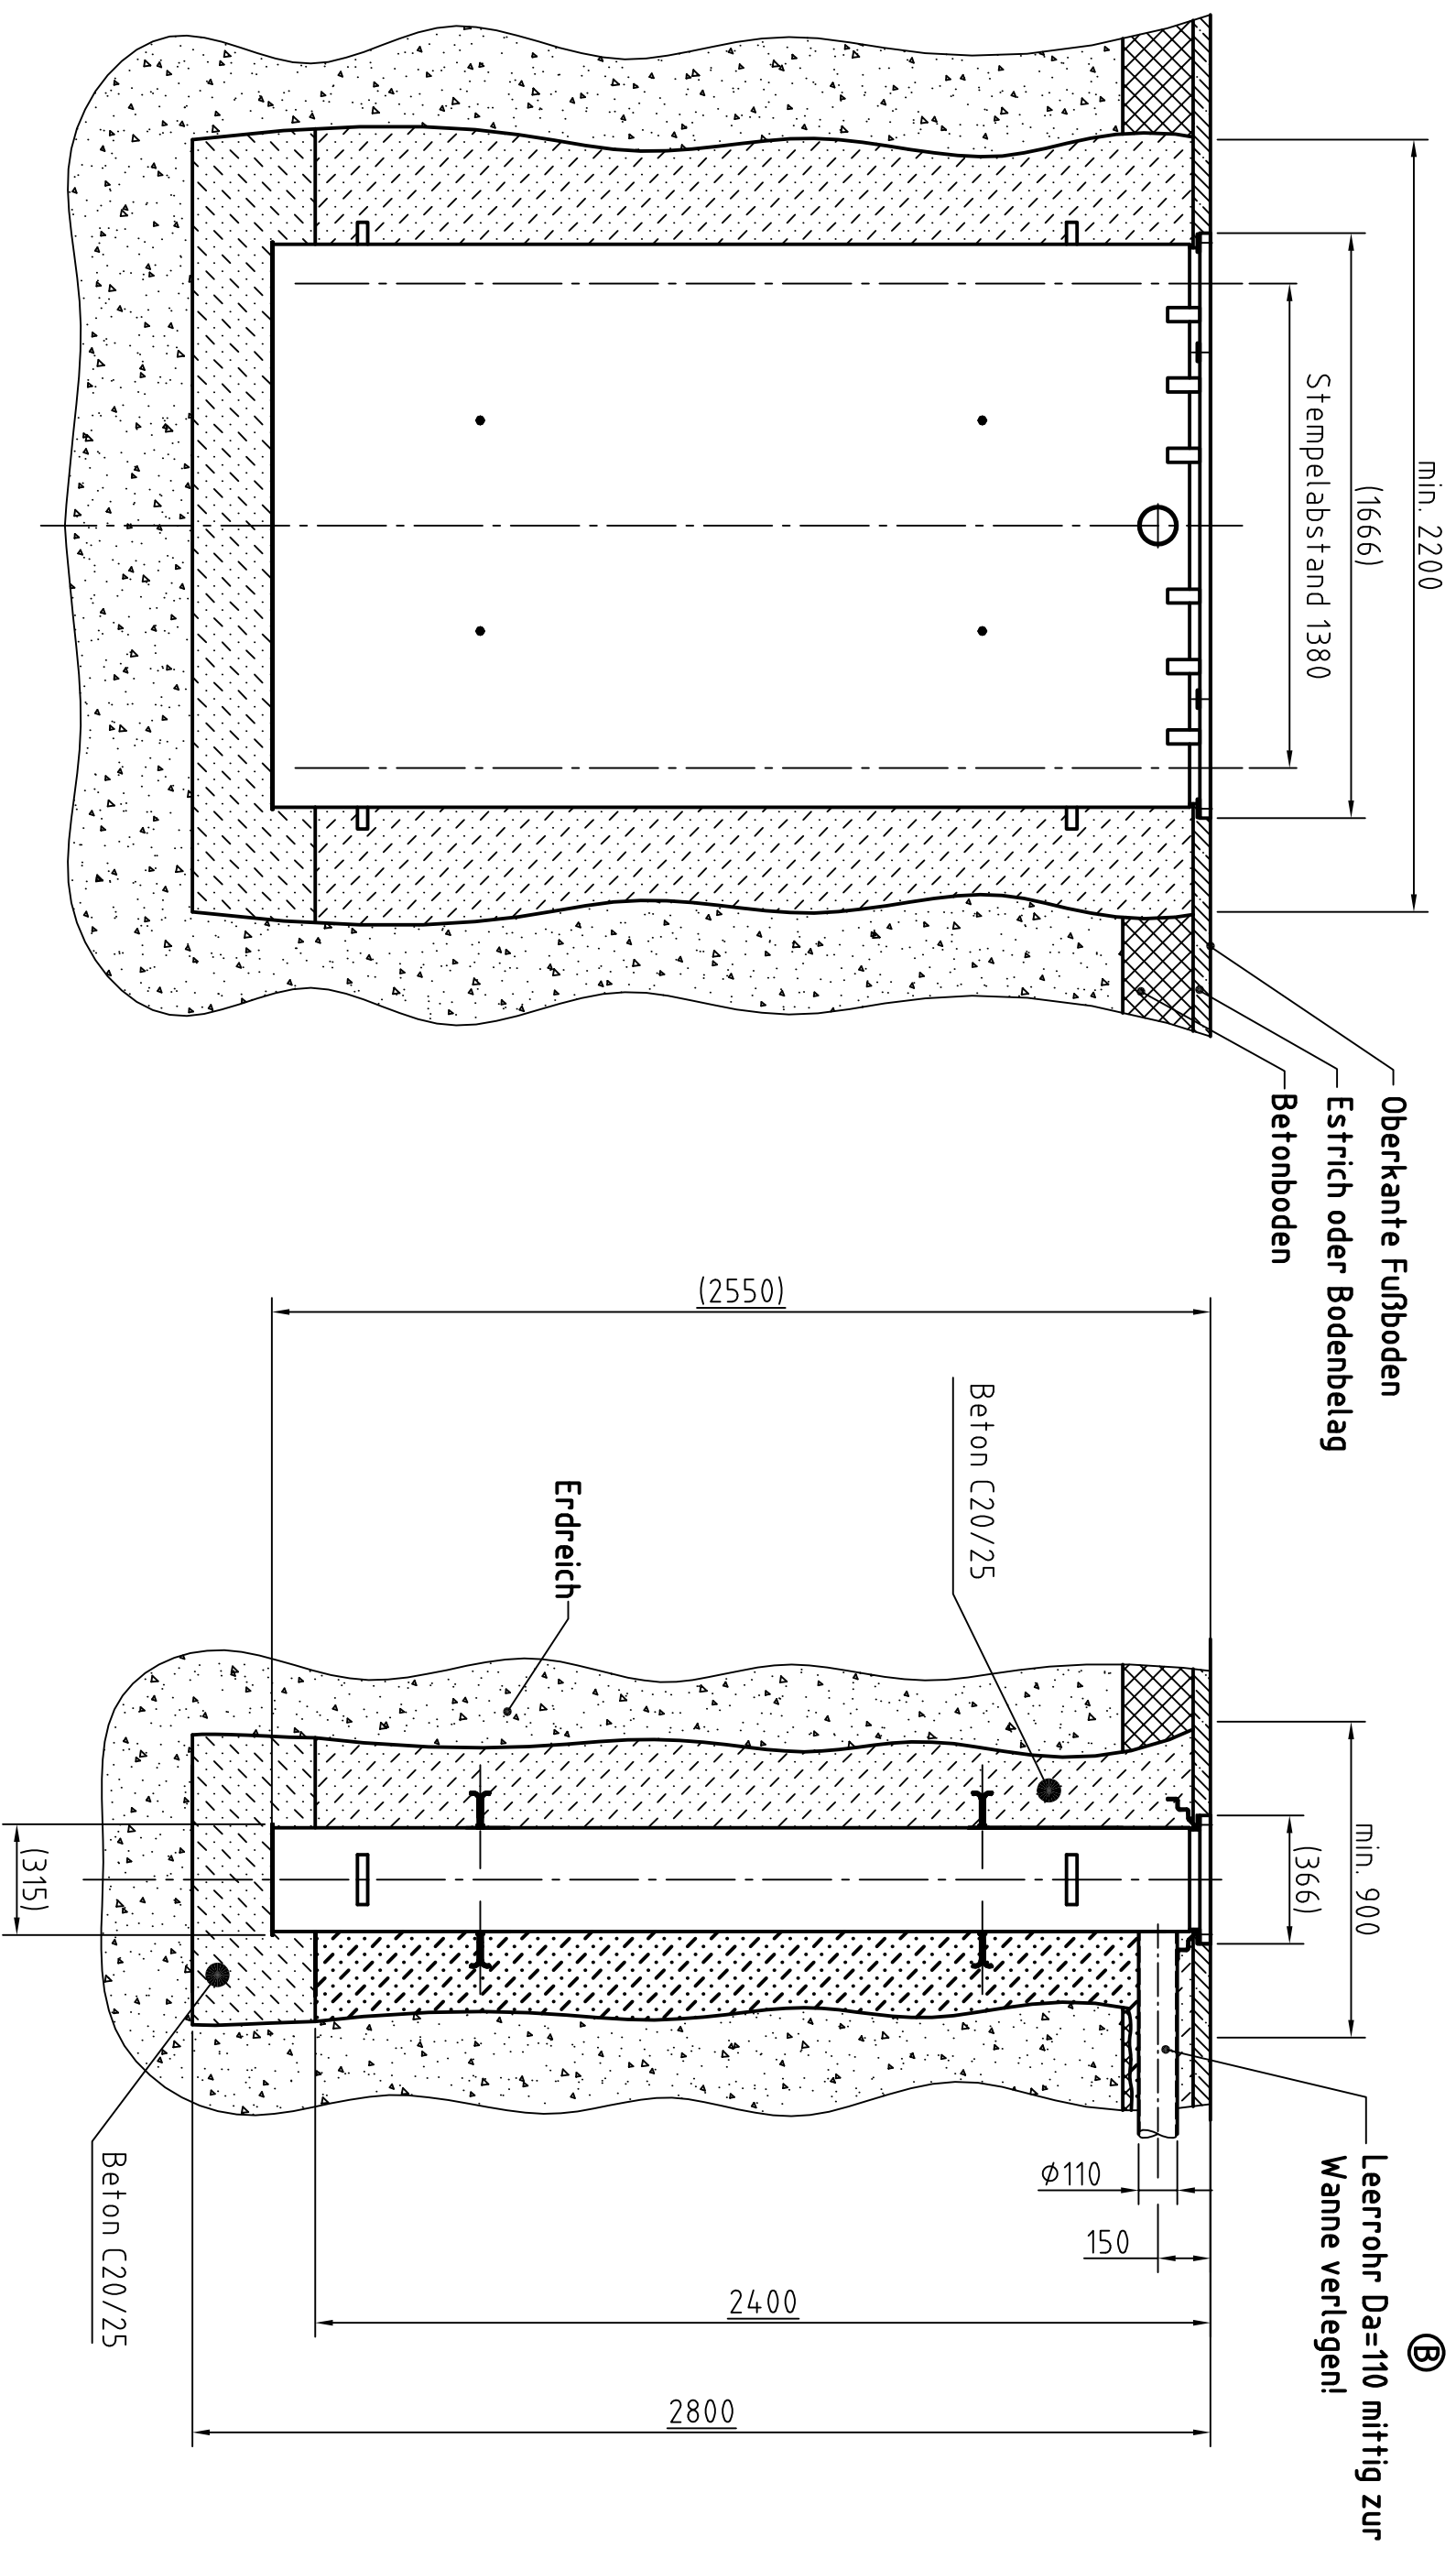 min. 2200
(1666)
Stempelabstand 1380
Oberkante Fußboden
Estrich oder Bodenbelag
Betonboden
(2550)
Beton C20/25
Erdreich
min. 900
(366)
(315)
B
Leerrohr Da=110 mittig zur
Wanne verlegen!
Φ110
150
2400
2800
Beton C20/25